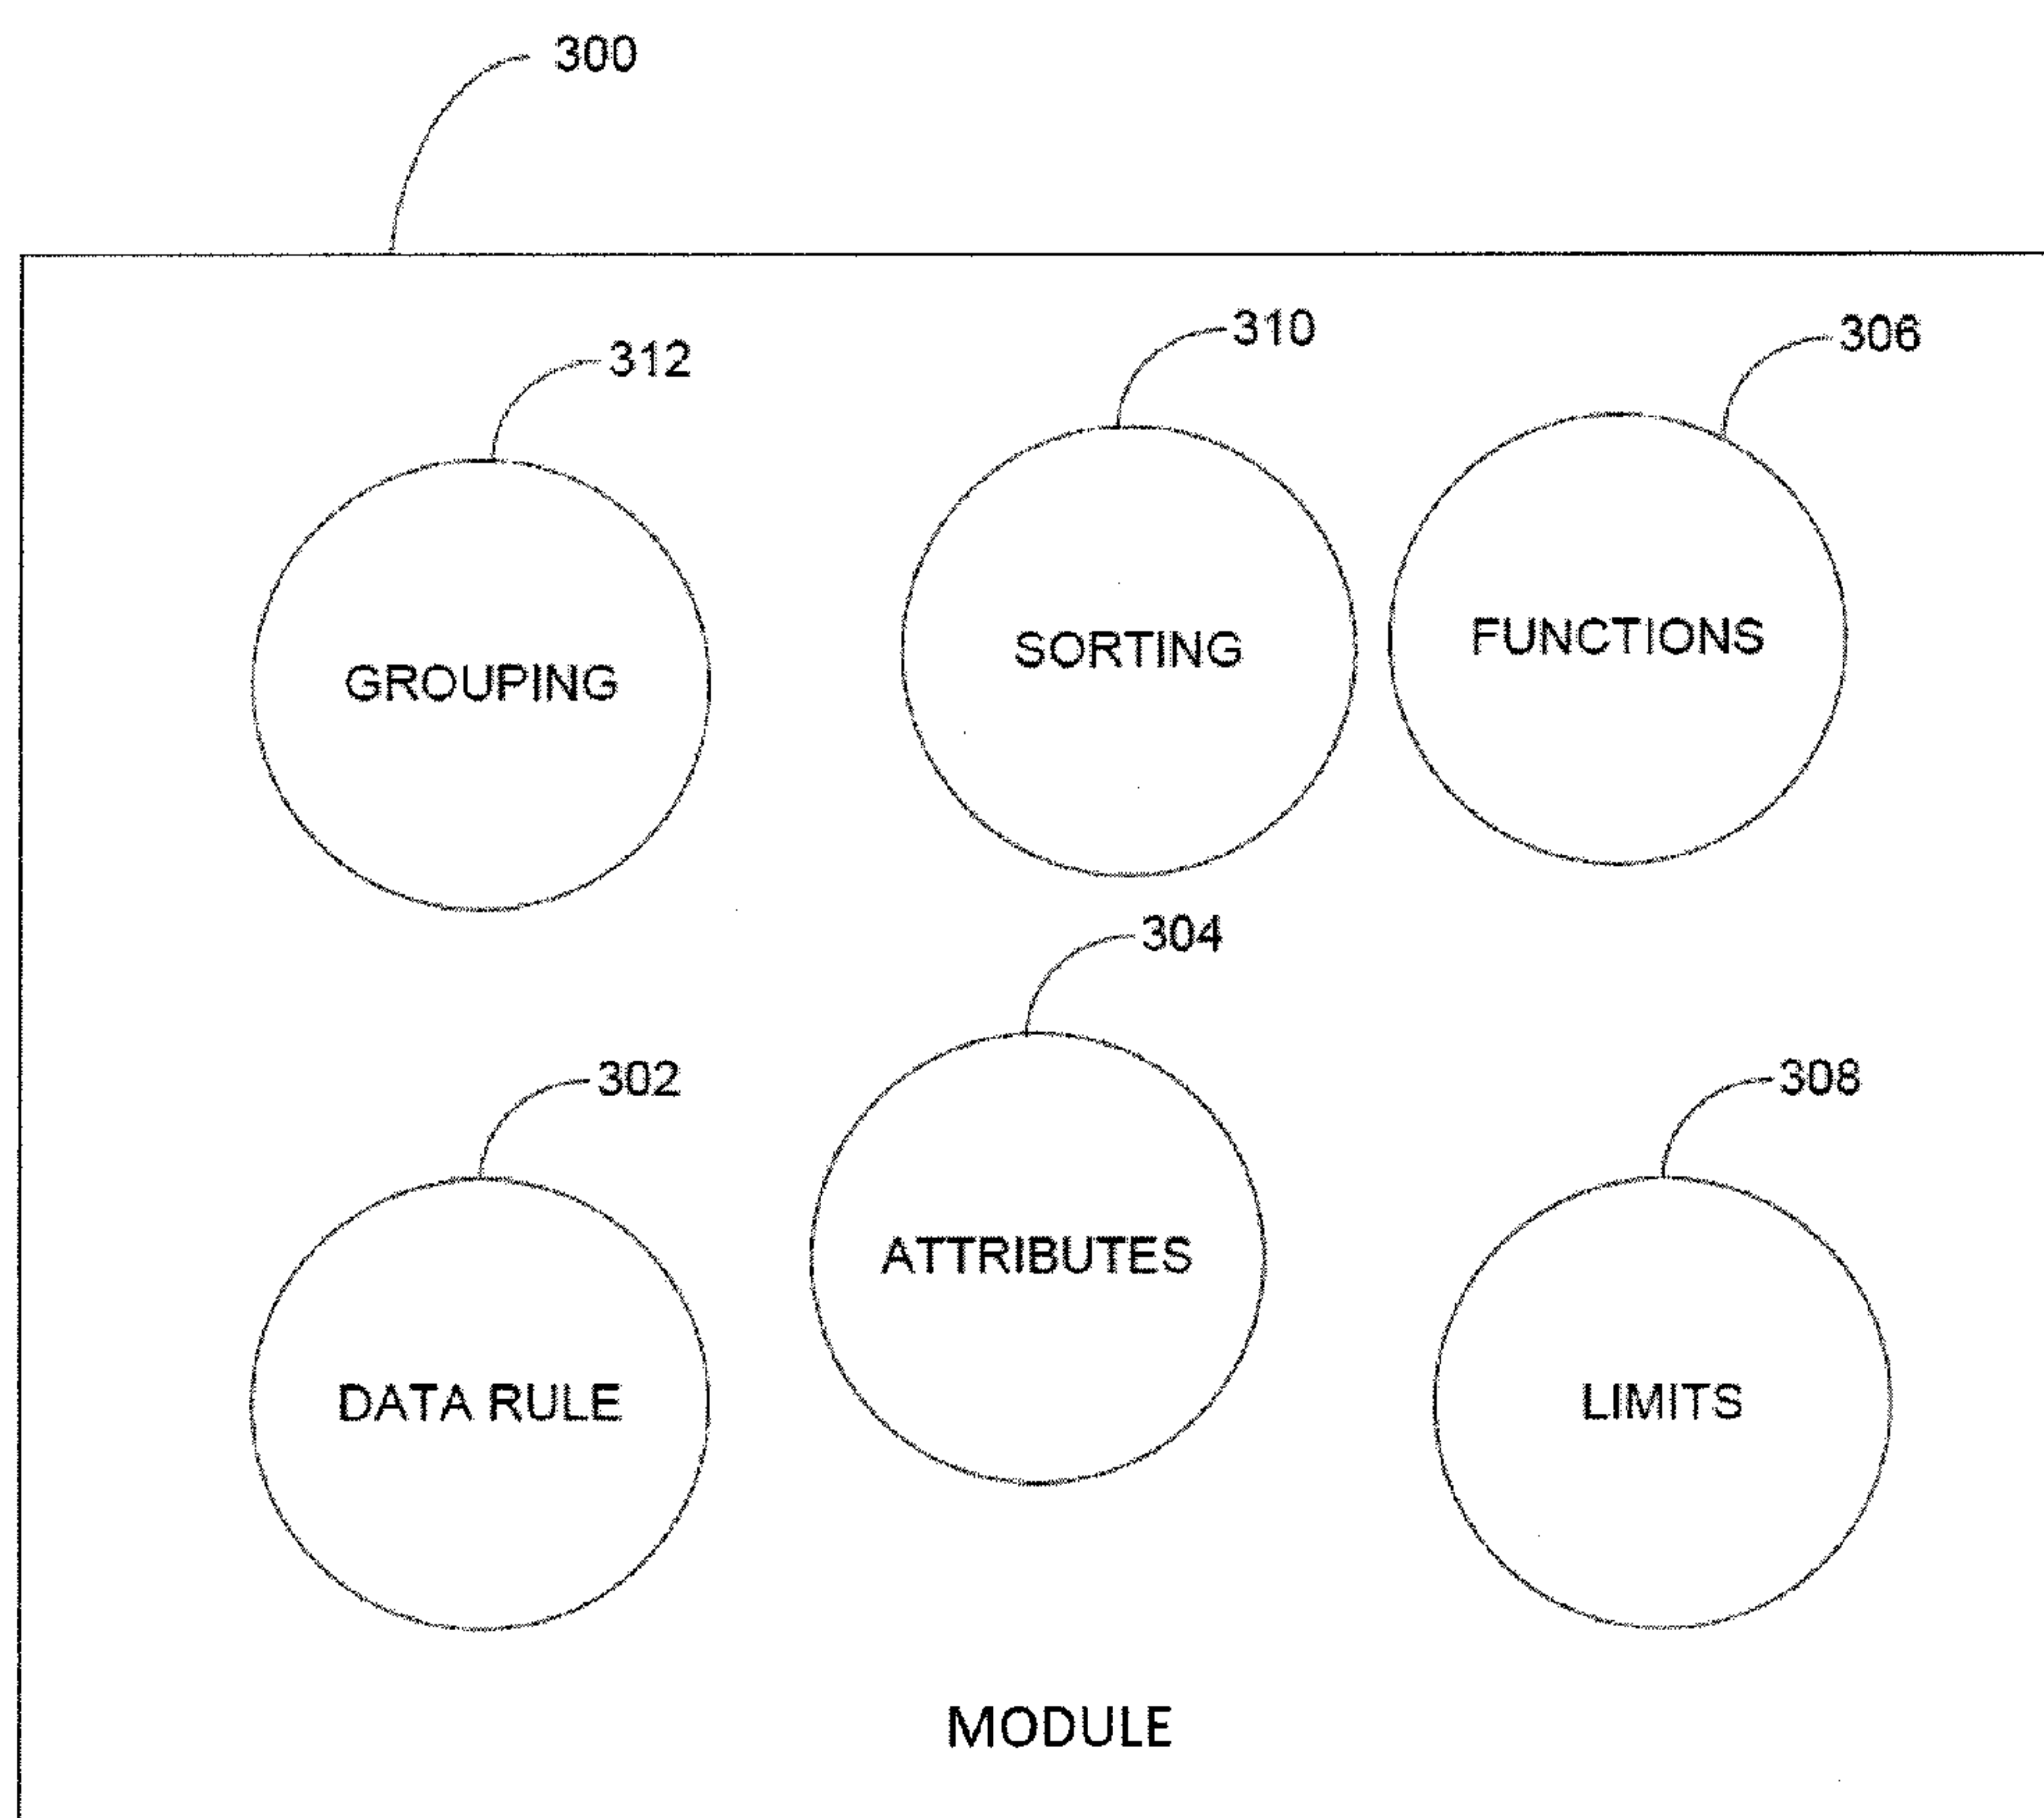 300
312
310
306
GROUPING
SORTING
FUNCTIONS
304
302
308
ATTRIBUTES
DATA RULE
LIMITS
MODULE